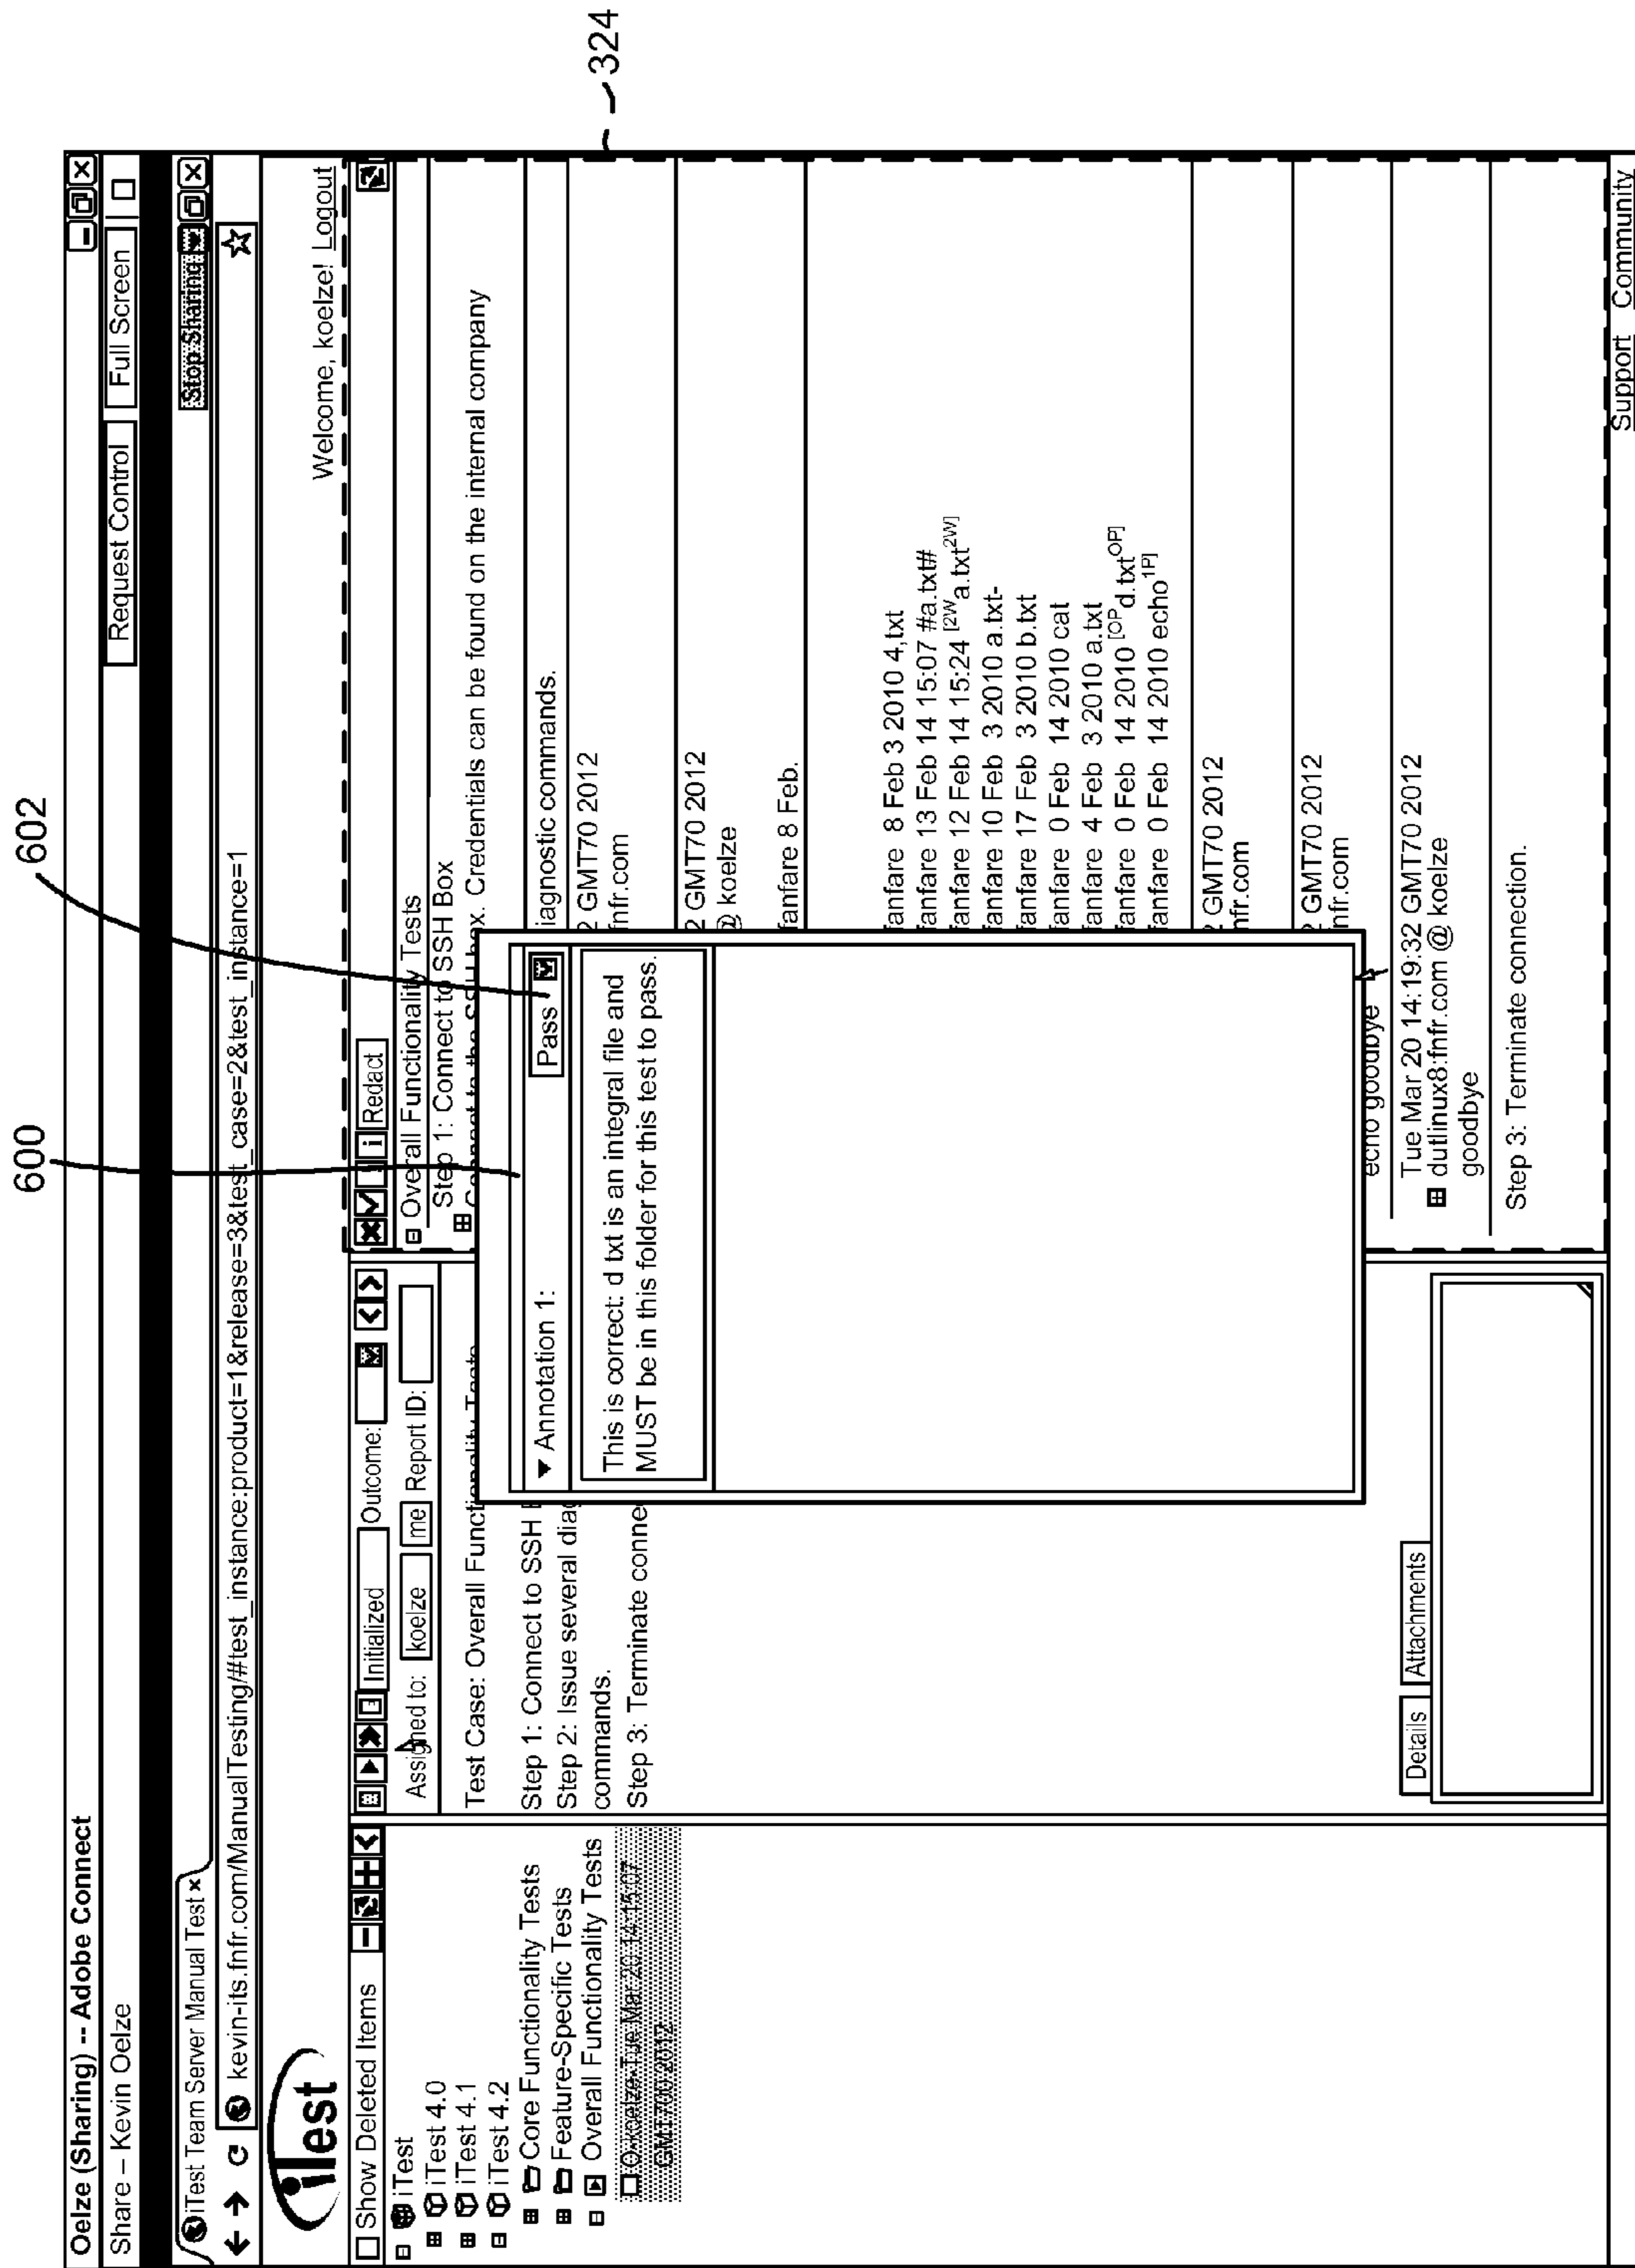 600
602
324
Oelze (Sharing) -- Adobe Connect
Share – Kevin Oelze
Request Control
Full Screen
iTest Team Server Manual Test ×
Stop Sharing
kevin-its.fnfr.com/ManualTesting/#test_instance:product=1&release=3&test_case=2&test_instance=1
iTest
Welcome, koelze! Logout
Show Deleted Items
iTest
iTest 4.0
iTest 4.1
iTest 4.2
Core Functionality Tests
Feature-Specific Tests
Overall Functionality Tests
Initialized
Outcome:
Assigned to: koelze me Report ID:
Test Case: Overall Functionality Tests
Step 1: Connect to SSH
Step 2: Issue several diag
commands.
Step 3: Terminate conne
Details
Attachments
Redact
Overall Functionality Tests
Step 1: Connect to SSH Box
Connect to the SSH box. Credentials can be found on the internal company
iagnostic commands.
2 GMT70 2012
fnfr.com
2 GMT70 2012
@ koelze
fanfare 8 Feb.
fanfare 8 Feb 3 2010 4,txt
fanfare 13 Feb 14 15:07 #a.txt#
fanfare 12 Feb 14 15:24 [2Wa.txt2W]
fanfare 10 Feb 3 2010 a.txt-
fanfare 17 Feb 3 2010 b.txt
fanfare 0 Feb 14 2010 cat
fanfare 4 Feb 3 2010 a.txt
fanfare 0 Feb 14 2010 [OPd.txtOP]
fanfare 0 Feb 14 2010 echo1P]
2 GMT70 2012
nfr.com
2 GMT70 2012
nfr.com
echo goodbye
Tue Mar 20 14:19:32 GMT70 2012
dutlinux8:fnfr.com @ koelze
goodbye
Step 3: Terminate connection.
Annotation 1:
Pass
This is correct: d txt is an integral file and
MUST be in this folder for this test to pass.
Support Community